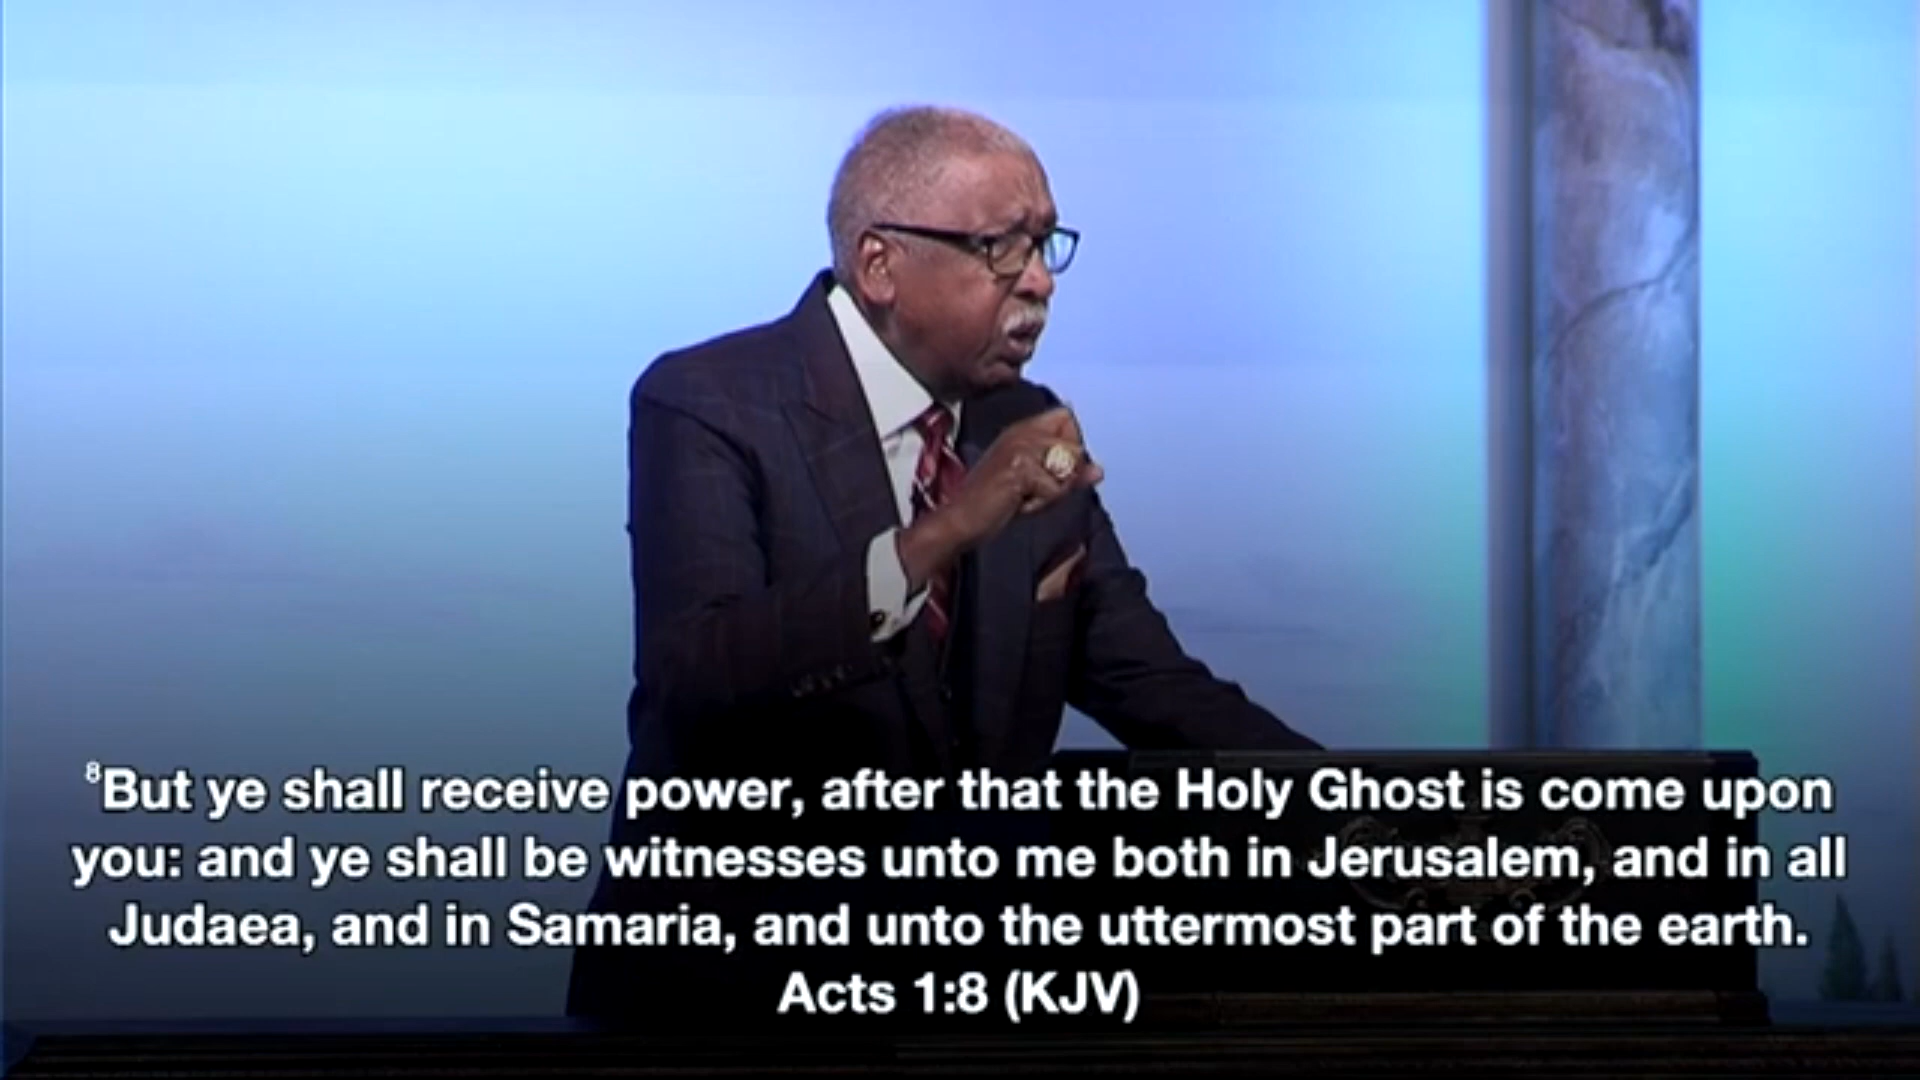 ⁸But ye shall receive power, after that the Holy Ghost is come upon
you: and ye shall be witnesses unto me both in Jerusalem, and in all
Judaea, and in Samaria, and unto the uttermost part of the earth.
Acts 1:8 (KJV)